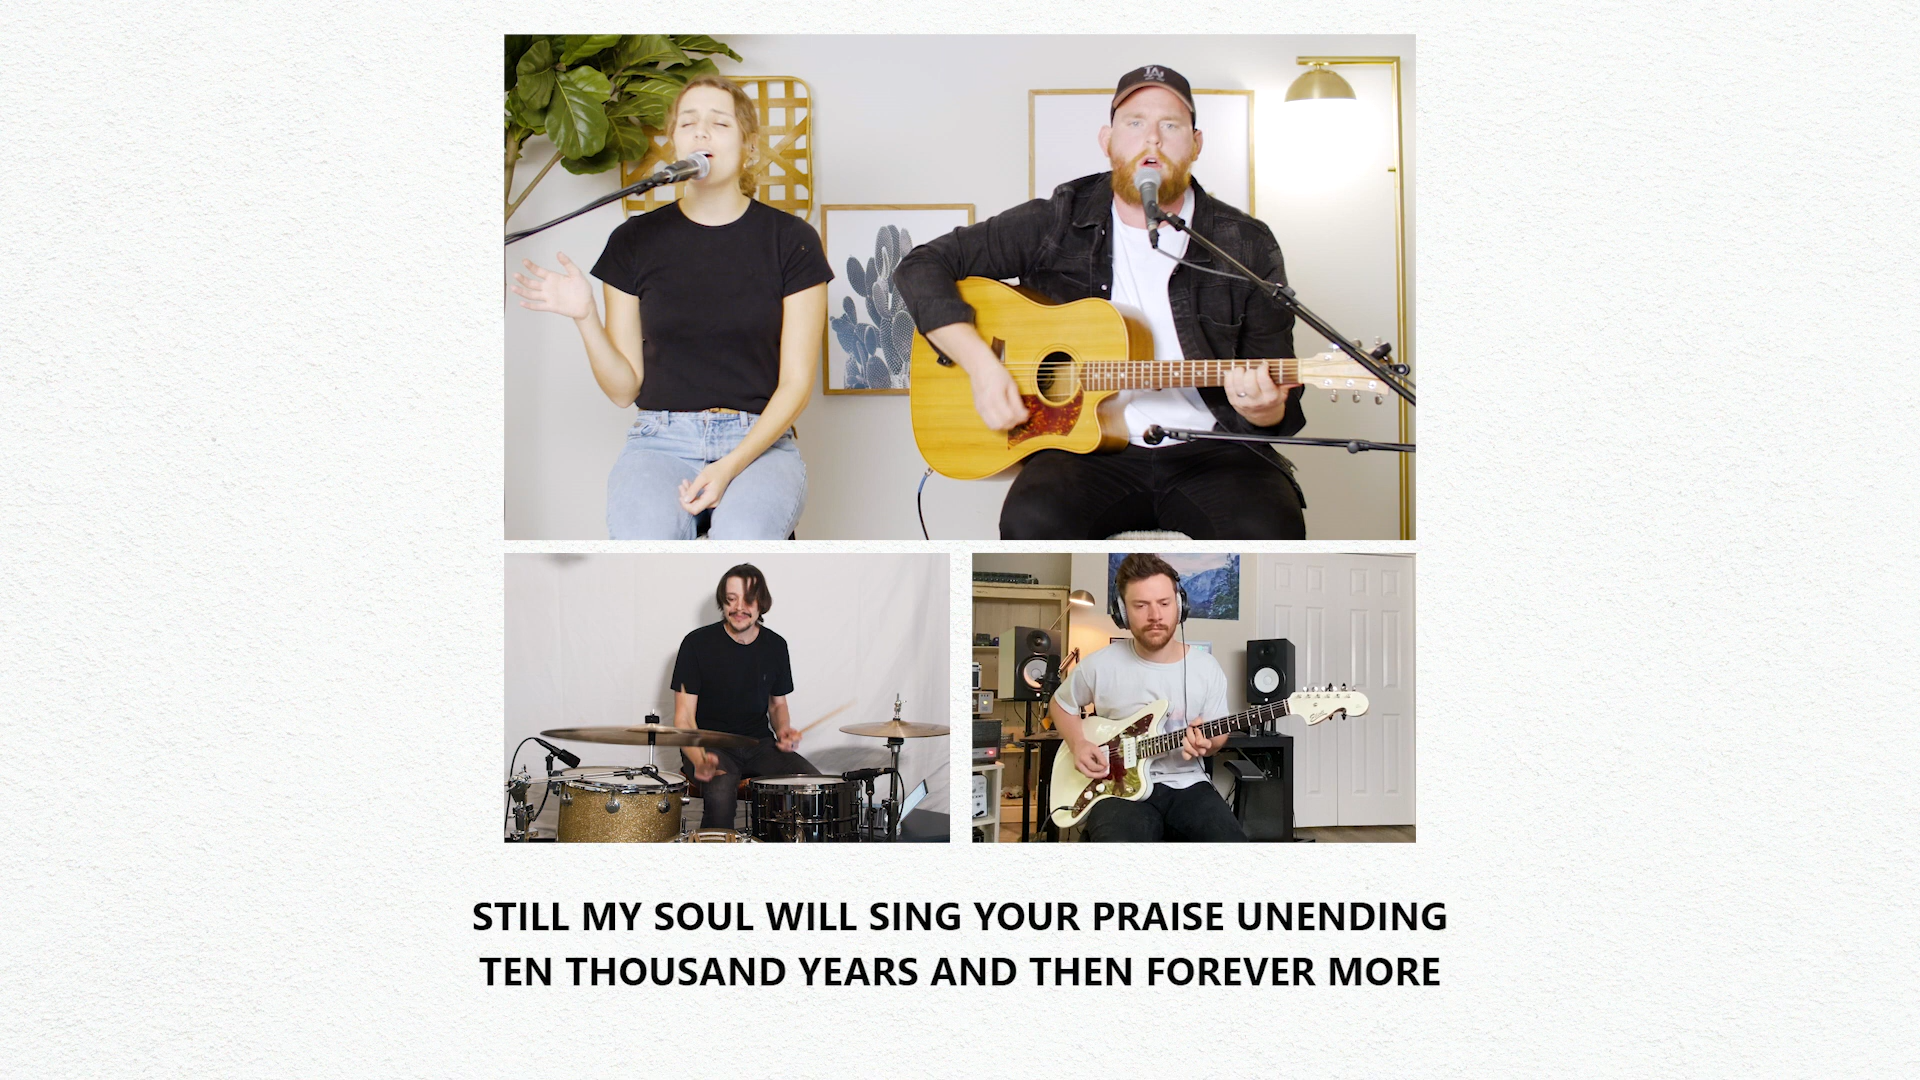 STILL MY SOUL WILL SING YOUR PRAISE UNENDING
TEN THOUSAND YEARS AND THEN FOREVER MORE